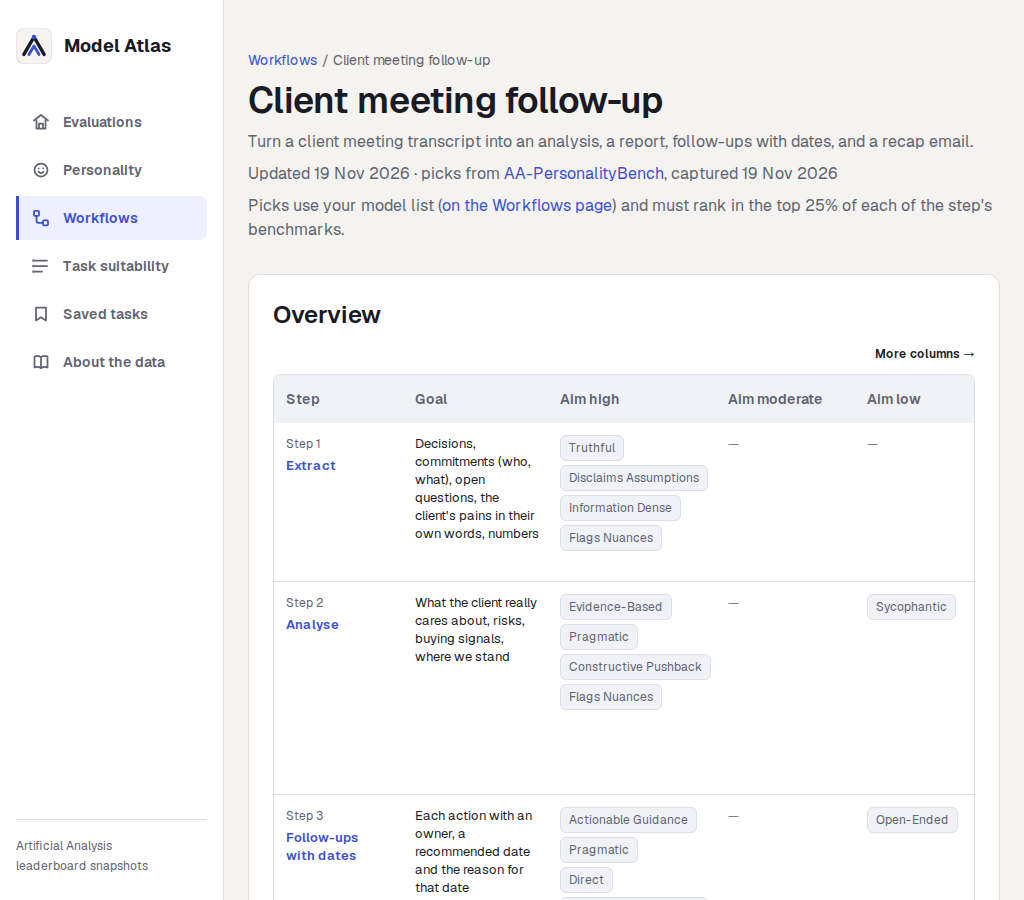 Model Atlas
Evaluations
Personality
Workflows
Task suitability
Saved tasks
About the data
Artificial Analysis
leaderboard snapshots
Workflows / Client meeting follow-up
Client meeting follow-up
Turn a client meeting transcript into an analysis, a report, follow-ups with dates, and a recap email.
Updated 19 Nov 2026 · picks from AA-PersonalityBench, captured 19 Nov 2026
Picks use your model list (on the Workflows page) and must rank in the top 25% of each of the step's
benchmarks.
Overview
More columns →
Step Goal Aim high Aim moderate Aim low
Step 1
Extract
Decisions,
commitments (who,
what), open
questions, the
client's pains in their
own words, numbers
Truthful
Disclaims Assumptions
Information Dense
Flags Nuances
—
—
Step 2
Analyse
What the client really
cares about, risks,
buying signals,
where we stand
Evidence-Based
Pragmatic
Constructive Pushback
Flags Nuances
—
Sycophantic
Step 3
Follow-ups
with dates
Each action with an
owner, a
recommended date
and the reason for
that date
Actionable Guidance
Pragmatic
Direct
—
Open-Ended